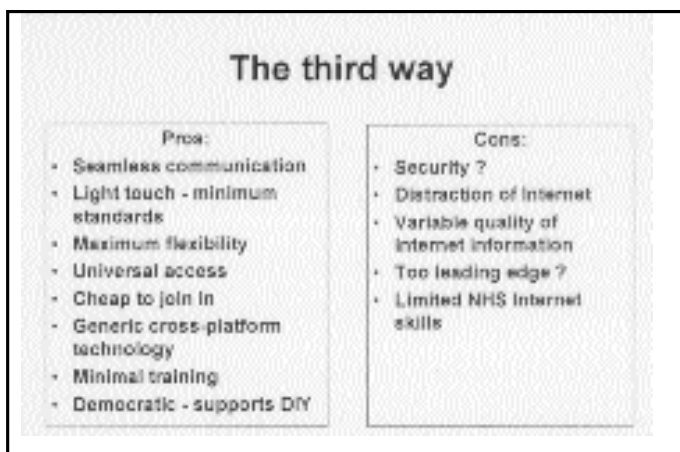 The third way
Pros:
• Seamless communication
• Light touch - minimum
standards
• Maximum flexibility
• Universal access
• Cheap to join in
• Generic cross-platform
technology
• Minimal training
• Democratic - supports DIY
Cons:
• Security ?
• Distraction of Internet
• Variable quality of
Internet information
• Too leading edge ?
• Limited NHS Internet
skills